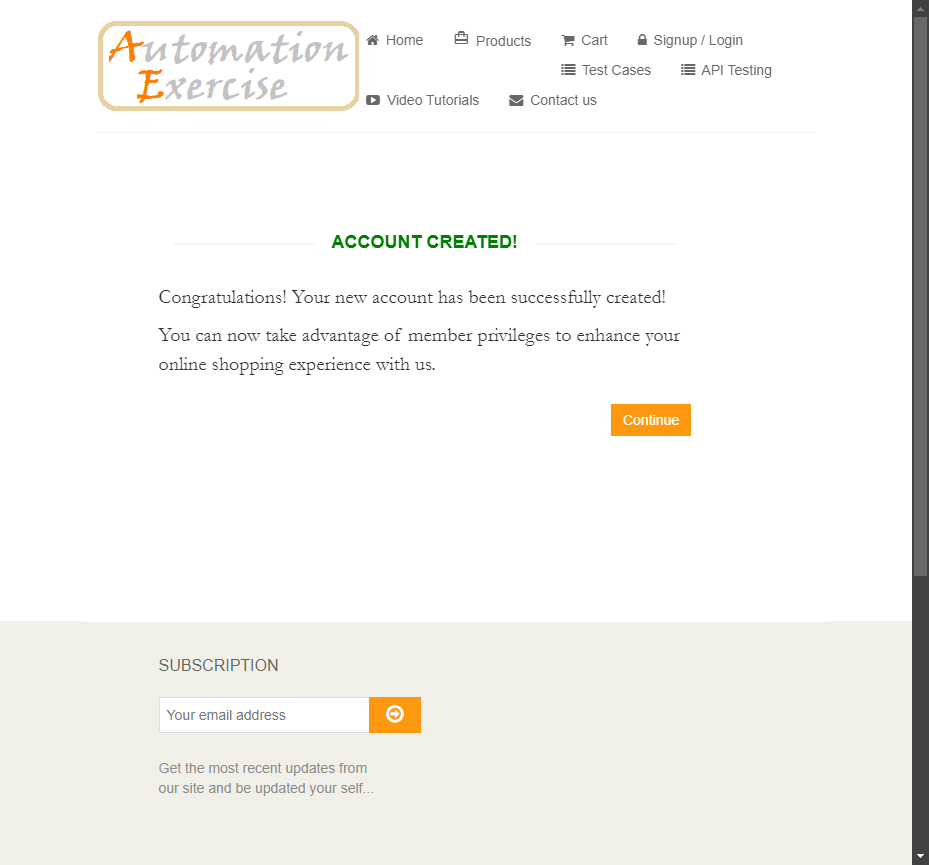 Automation
Exercise
Home Products Cart Signup / Login
Test Cases API Testing
Video Tutorials Contact us
ACCOUNT CREATED!
Congratulations! Your new account has been successfully created!
You can now take advantage of member privileges to enhance your
online shopping experience with us.
Continue
SUBSCRIPTION
Your email address
Get the most recent updates from
our site and be updated your self...